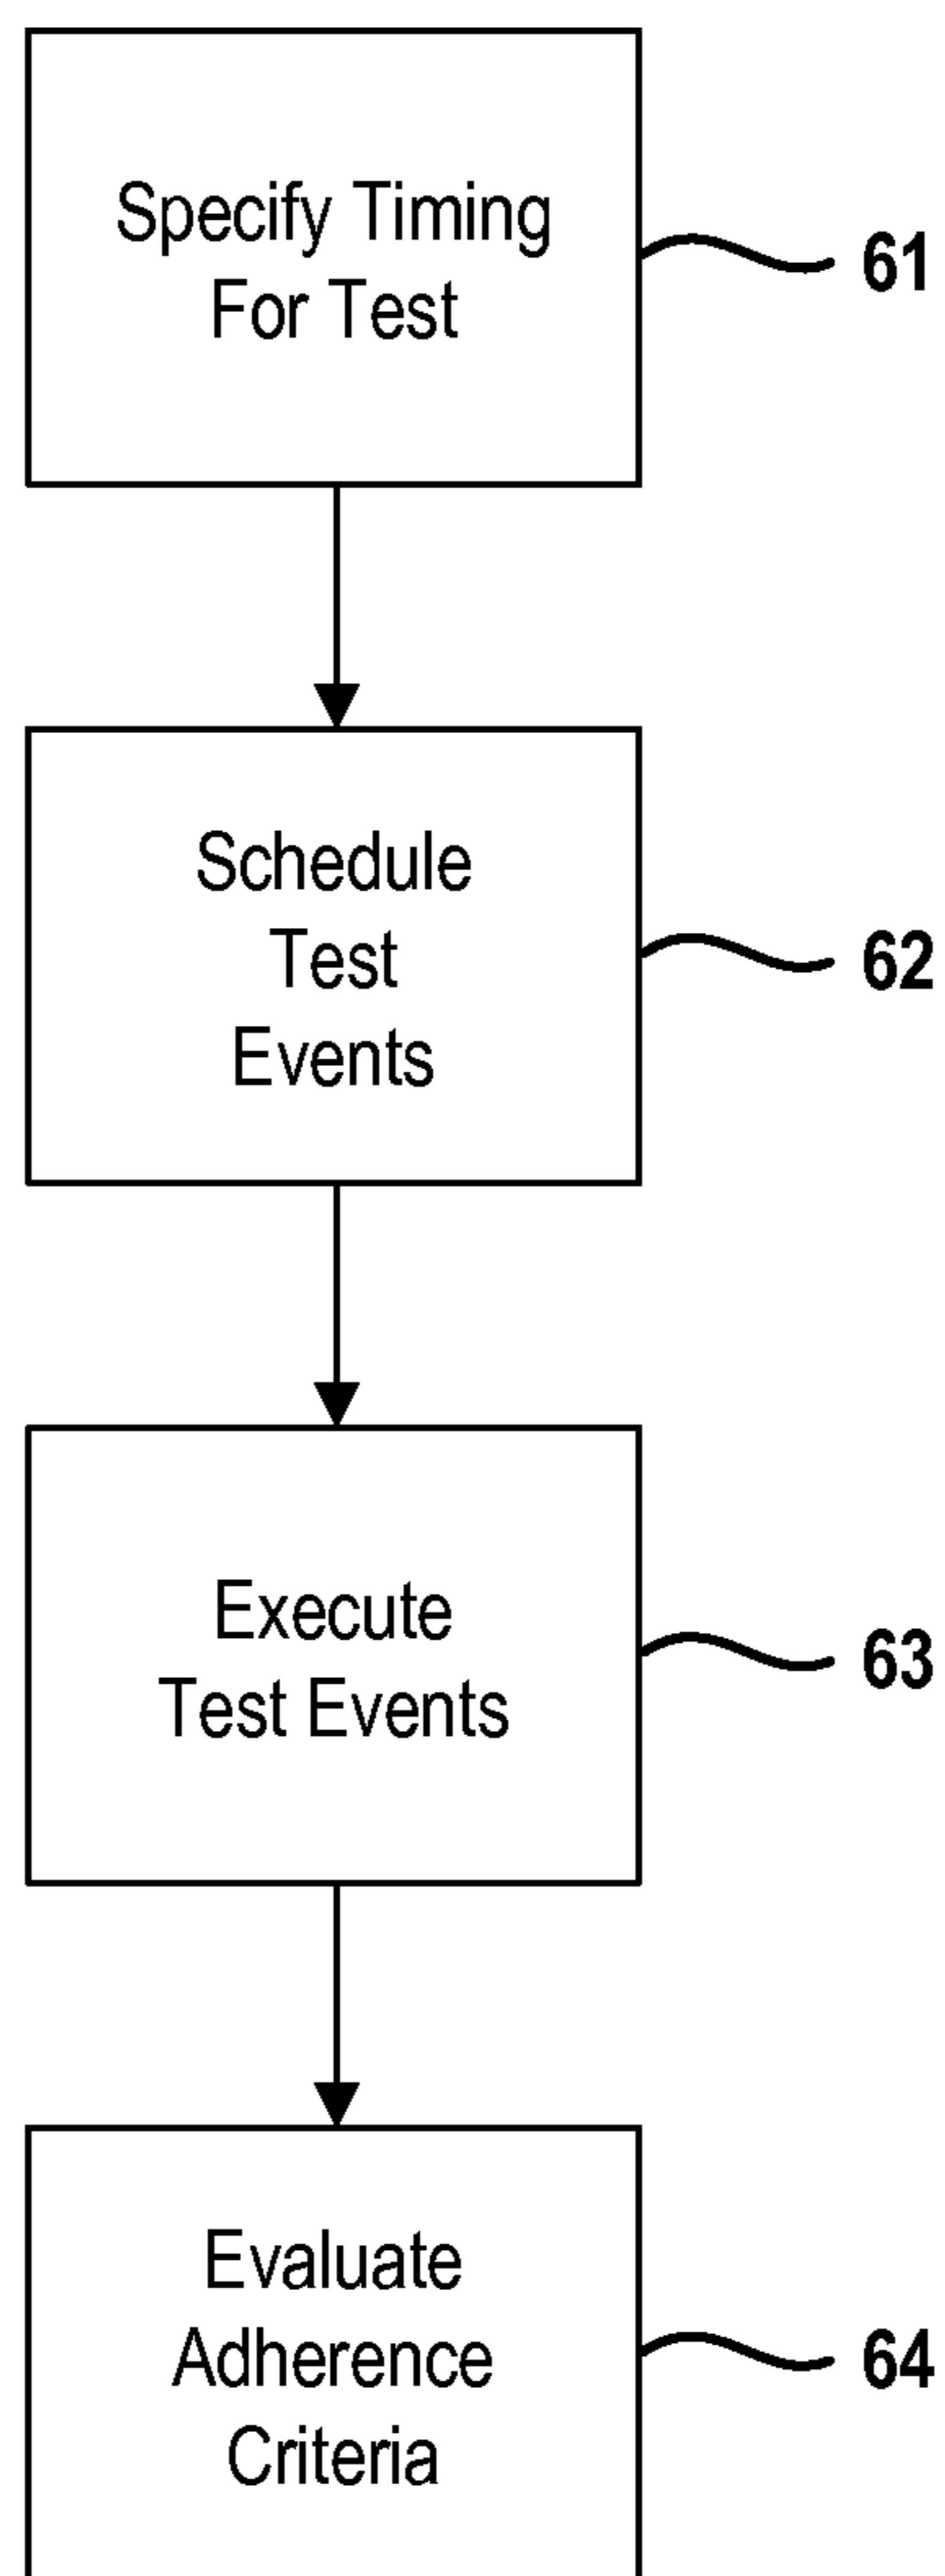 Specify Timing
For Test
61
Schedule
Test
Events
62
Execute
Test Events
63
Evaluate
Adherence
Criteria
64